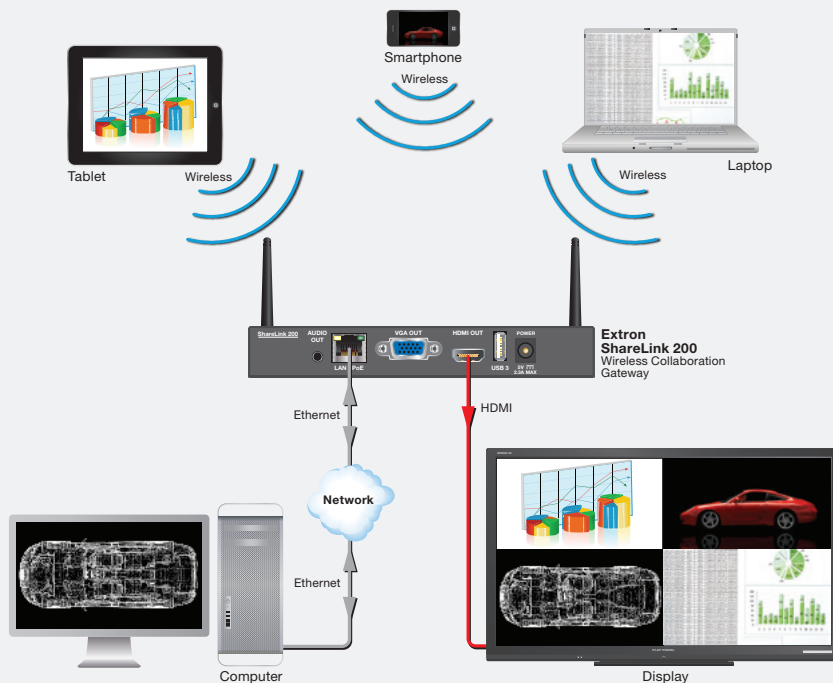 Smartphone
Wireless
Tablet
Wireless
Wireless
Laptop
ShareLink 200
AUDIO
OUT
LAN
PoE
VGA OUT
HDMI OUT
USB 3
POWER
5V
2.3A MAX
Extron
ShareLink 200
Wireless Collaboration
Gateway
Ethernet
HDMI
Network
Ethernet
Computer
Display